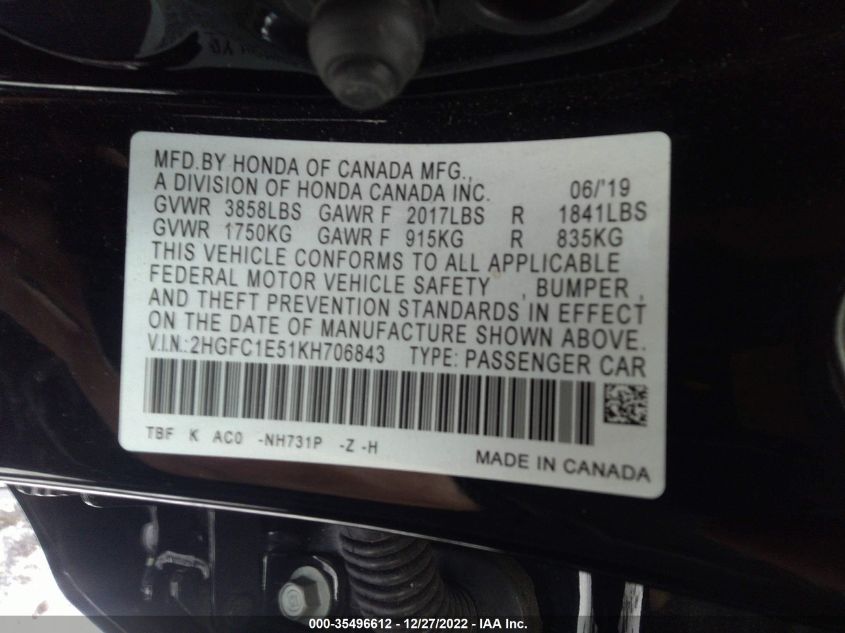 MFD.BY HONDA OF CANADA MFG.,
A DIVISION OF HONDA CANADA INC. 06/'19
GVWR 3858LBS GAWR F 2017LBS R 1841LBS
GVWR 1750KG GAWR F 915KG R 835KG
THIS VEHICLE CONFORMS TO ALL APPLICABLE
FEDERAL MOTOR VEHICLE SAFETY , BUMPER ,
AND THEFT PREVENTION STANDARDS IN EFFECT
ON THE DATE OF MANUFACTURE SHOWN ABOVE.
V.I.N.:2HGFC1E51KH706843 TYPE: PASSENGER CAR
TBF K AC0 -NH731P -Z -H
MADE IN CANADA
000-35496612 - 12/27/2022 - IAA Inc.